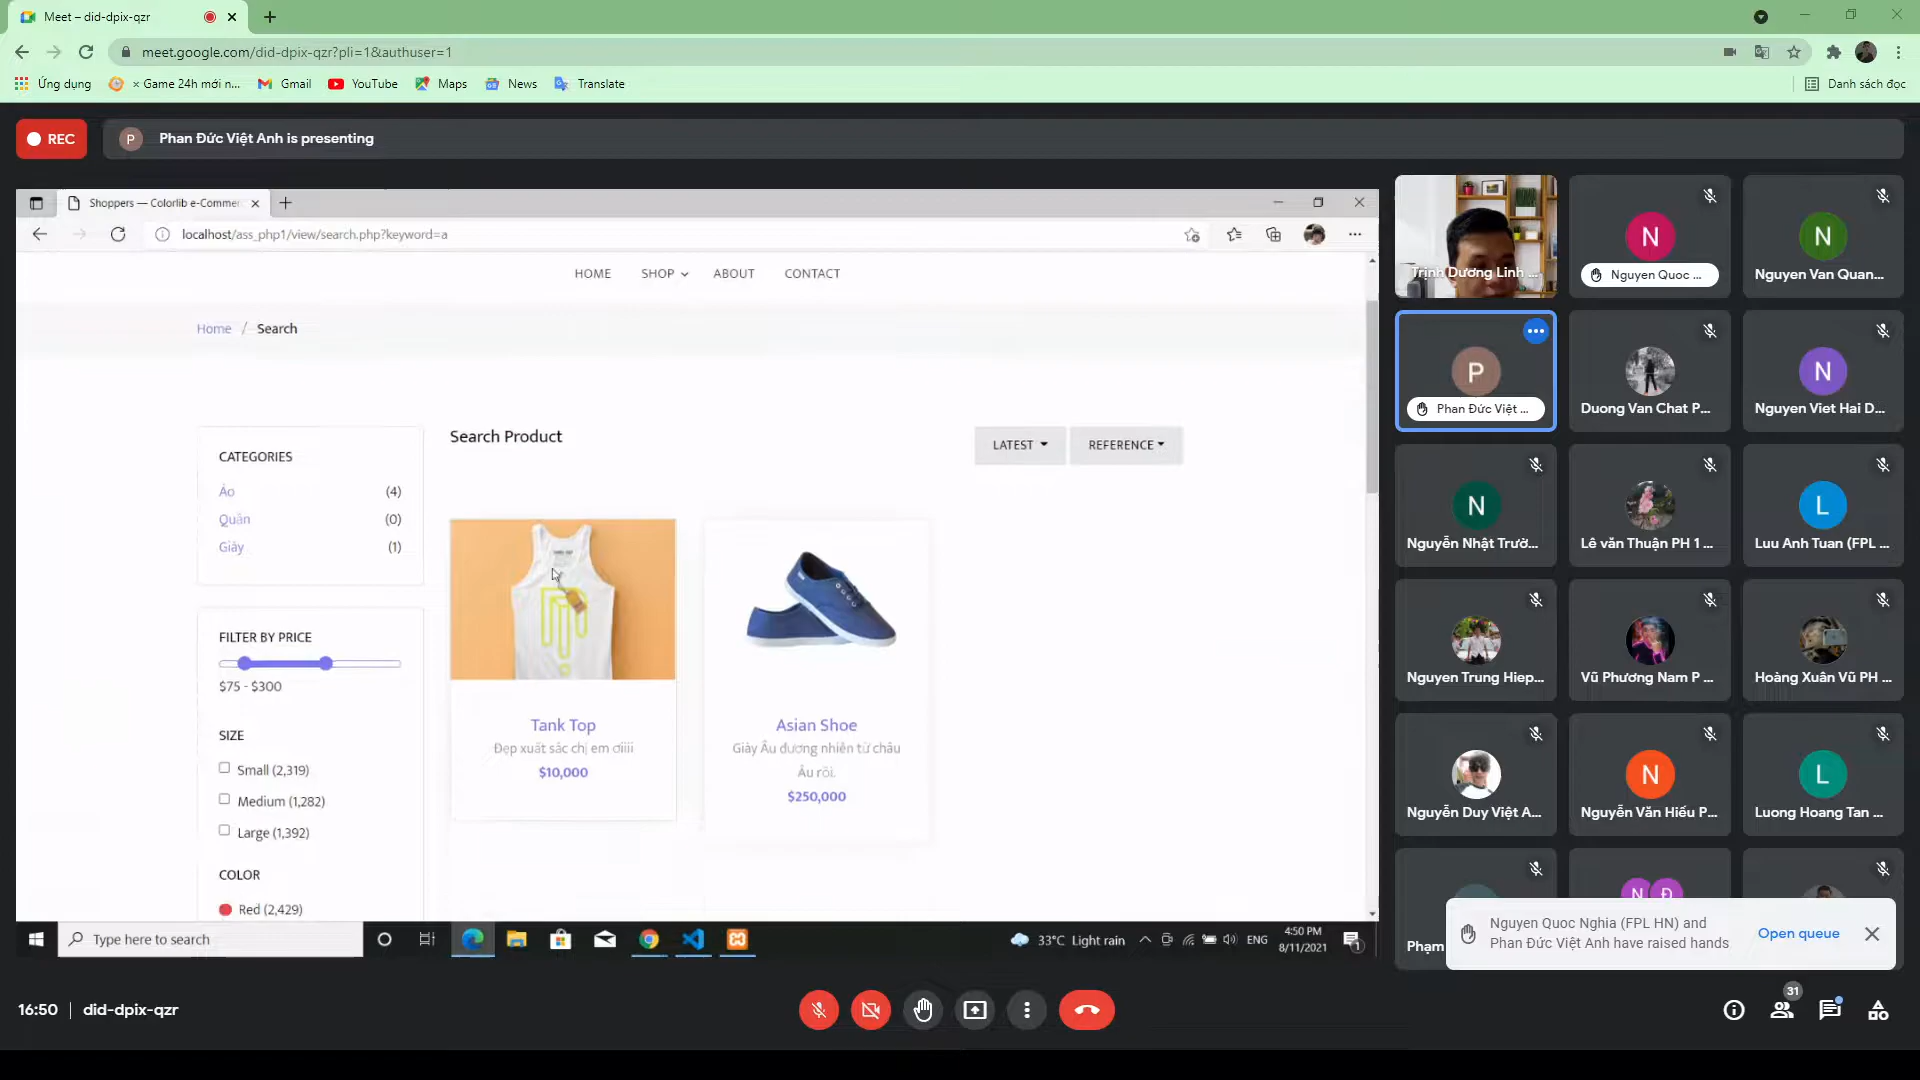 Meet – did-dpix-qzr
meet.google.com/did-dpix-qzr?pli=1&authuser=1
Ứng dụng
× Game 24h mới n...
Gmail
YouTube
Maps
News
Translate
Danh sách đọc
REC
P
Phan Đức Việt Anh is presenting
Shoppers — Colorlib e-Commer
localhost/ass_php1/view/search.php?keyword=a
HOME
SHOP
ABOUT
CONTACT
Home / Search
CATEGORIES
Áo (4)
Quần (0)
Giày (1)
FILTER BY PRICE
$75 - $300
SIZE
Small (2,319)
Medium (1,282)
Large (1,392)
COLOR
Red (2,429)
Search Product
LATEST
REFERENCE
Tank Top
Đẹp xuất sắc chị em ơiiii
$10,000
Asian Shoe
Giày Âu đương nhiên từ châu
Âu rồi.
$250,000
Type here to search
33°C Light rain
ENG
4:50 PM
8/11/2021
1
Trịnh Dương Linh ...
N
Nguyen Quoc ...
N
Nguyen Van Quan...
P
Phan Đức Việt ...
Duong Van Chat P...
N
Nguyen Viet Hai D...
N
Nguyễn Nhật Trườ...
Lê văn Thuận PH 1 ...
L
Luu Anh Tuan (FPL ...
Nguyen Trung Hiep...
Vũ Phương Nam P ...
Hoàng Xuân Vũ PH ...
Nguyễn Duy Việt A...
N
Nguyễn Văn Hiếu P...
L
Luong Hoang Tan ...
Phạm
N
Đ
Nguyen Quoc Nghia (FPL HN) and
Phan Đức Việt Anh have raised hands
Open queue
16:50 | did-dpix-qzr
31